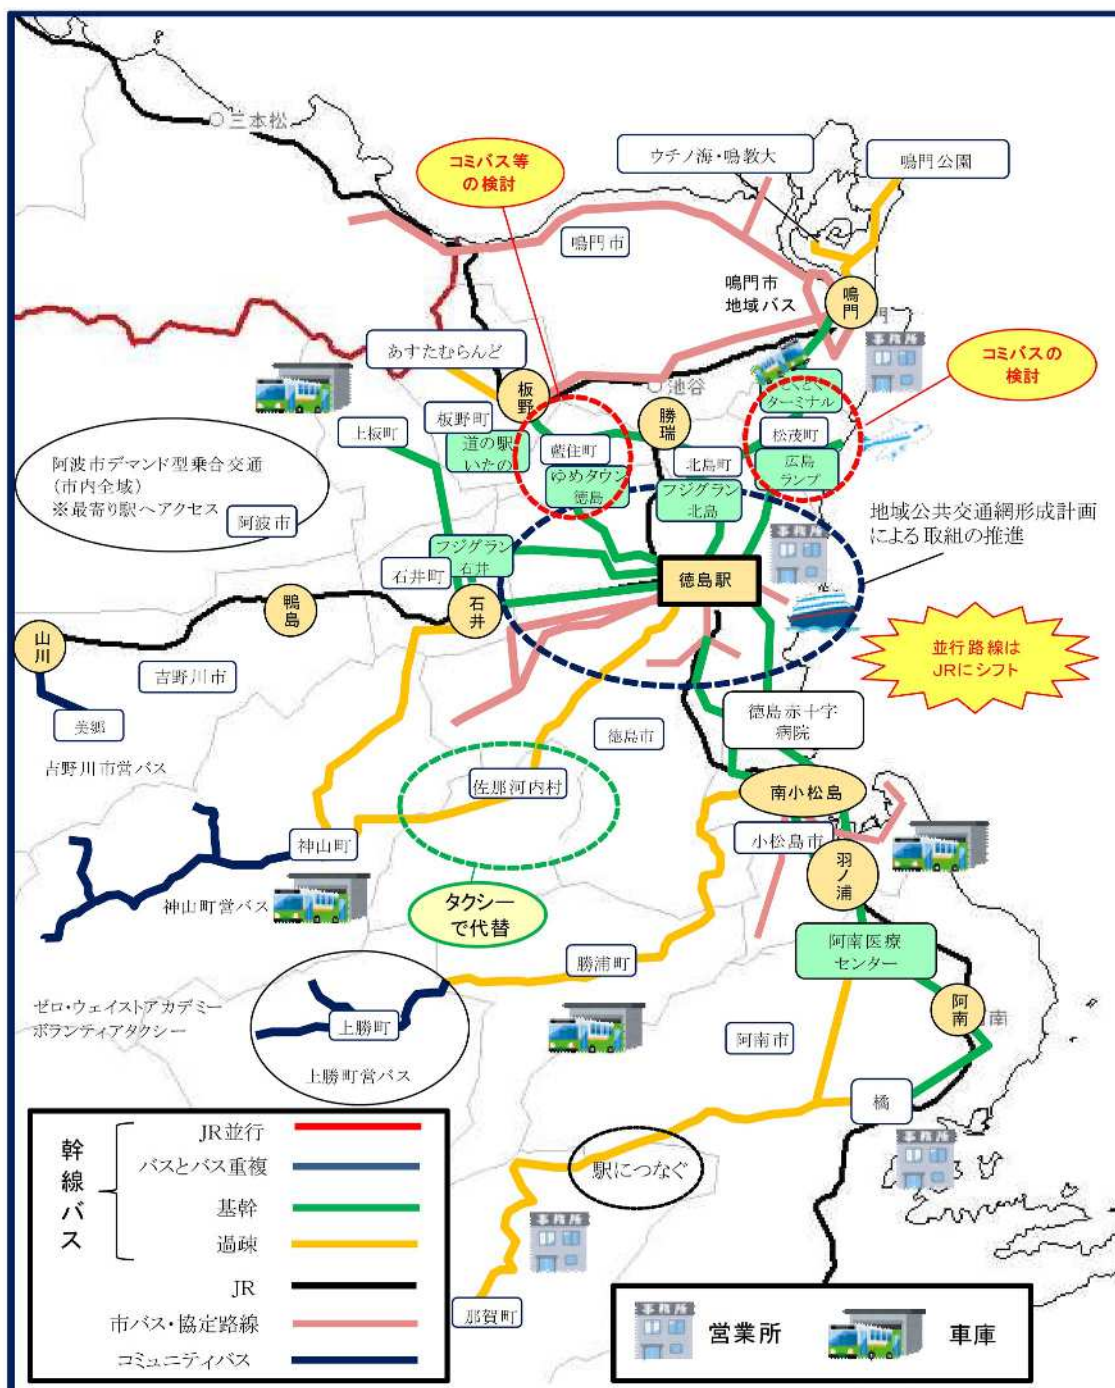 三本松
コミバス等
の検討
ウチノ海・鳴教大
鳴門公園
鳴門市
鳴門市
地域バス
鳴門
事務所
あすたむらんど
板野
池谷
勝瑞
ターミナル
コミバスの
検討
上板町
板野町
道の駅
いたの
藍住町
ゆめタウン
徳島
北島町
フジグラン
北島
松茂町
広島
ランプ
阿波市デマンド型乗合交通
(市内全域)
※最寄り駅へアクセス
阿波市
地域公共交通網形成計画
による取組の推進
事務所
フジグラン
石井
石井町
石井
徳島駅
鴨島
山川
吉野川市
美郷
吉野川市営バス
並行路線は
JRにシフト
徳島市
徳島赤十字
病院
佐那河内村
南小松島
小松島市
羽ノ浦
神山町
神山町営バス
タクシー
で代替
勝浦町
阿南医療
センター
阿南
南
ゼロ・ウェイストアカデミー
ボランティアタクシー
上勝町
上勝町営バス
阿南市
橘
事務所
駅につなぐ
事務所
那賀町
幹線バス
JR並行
バスとバス重複
基幹
過疎
JR
市バス・協定路線
コミュニティバス
事務所
営業所
車庫